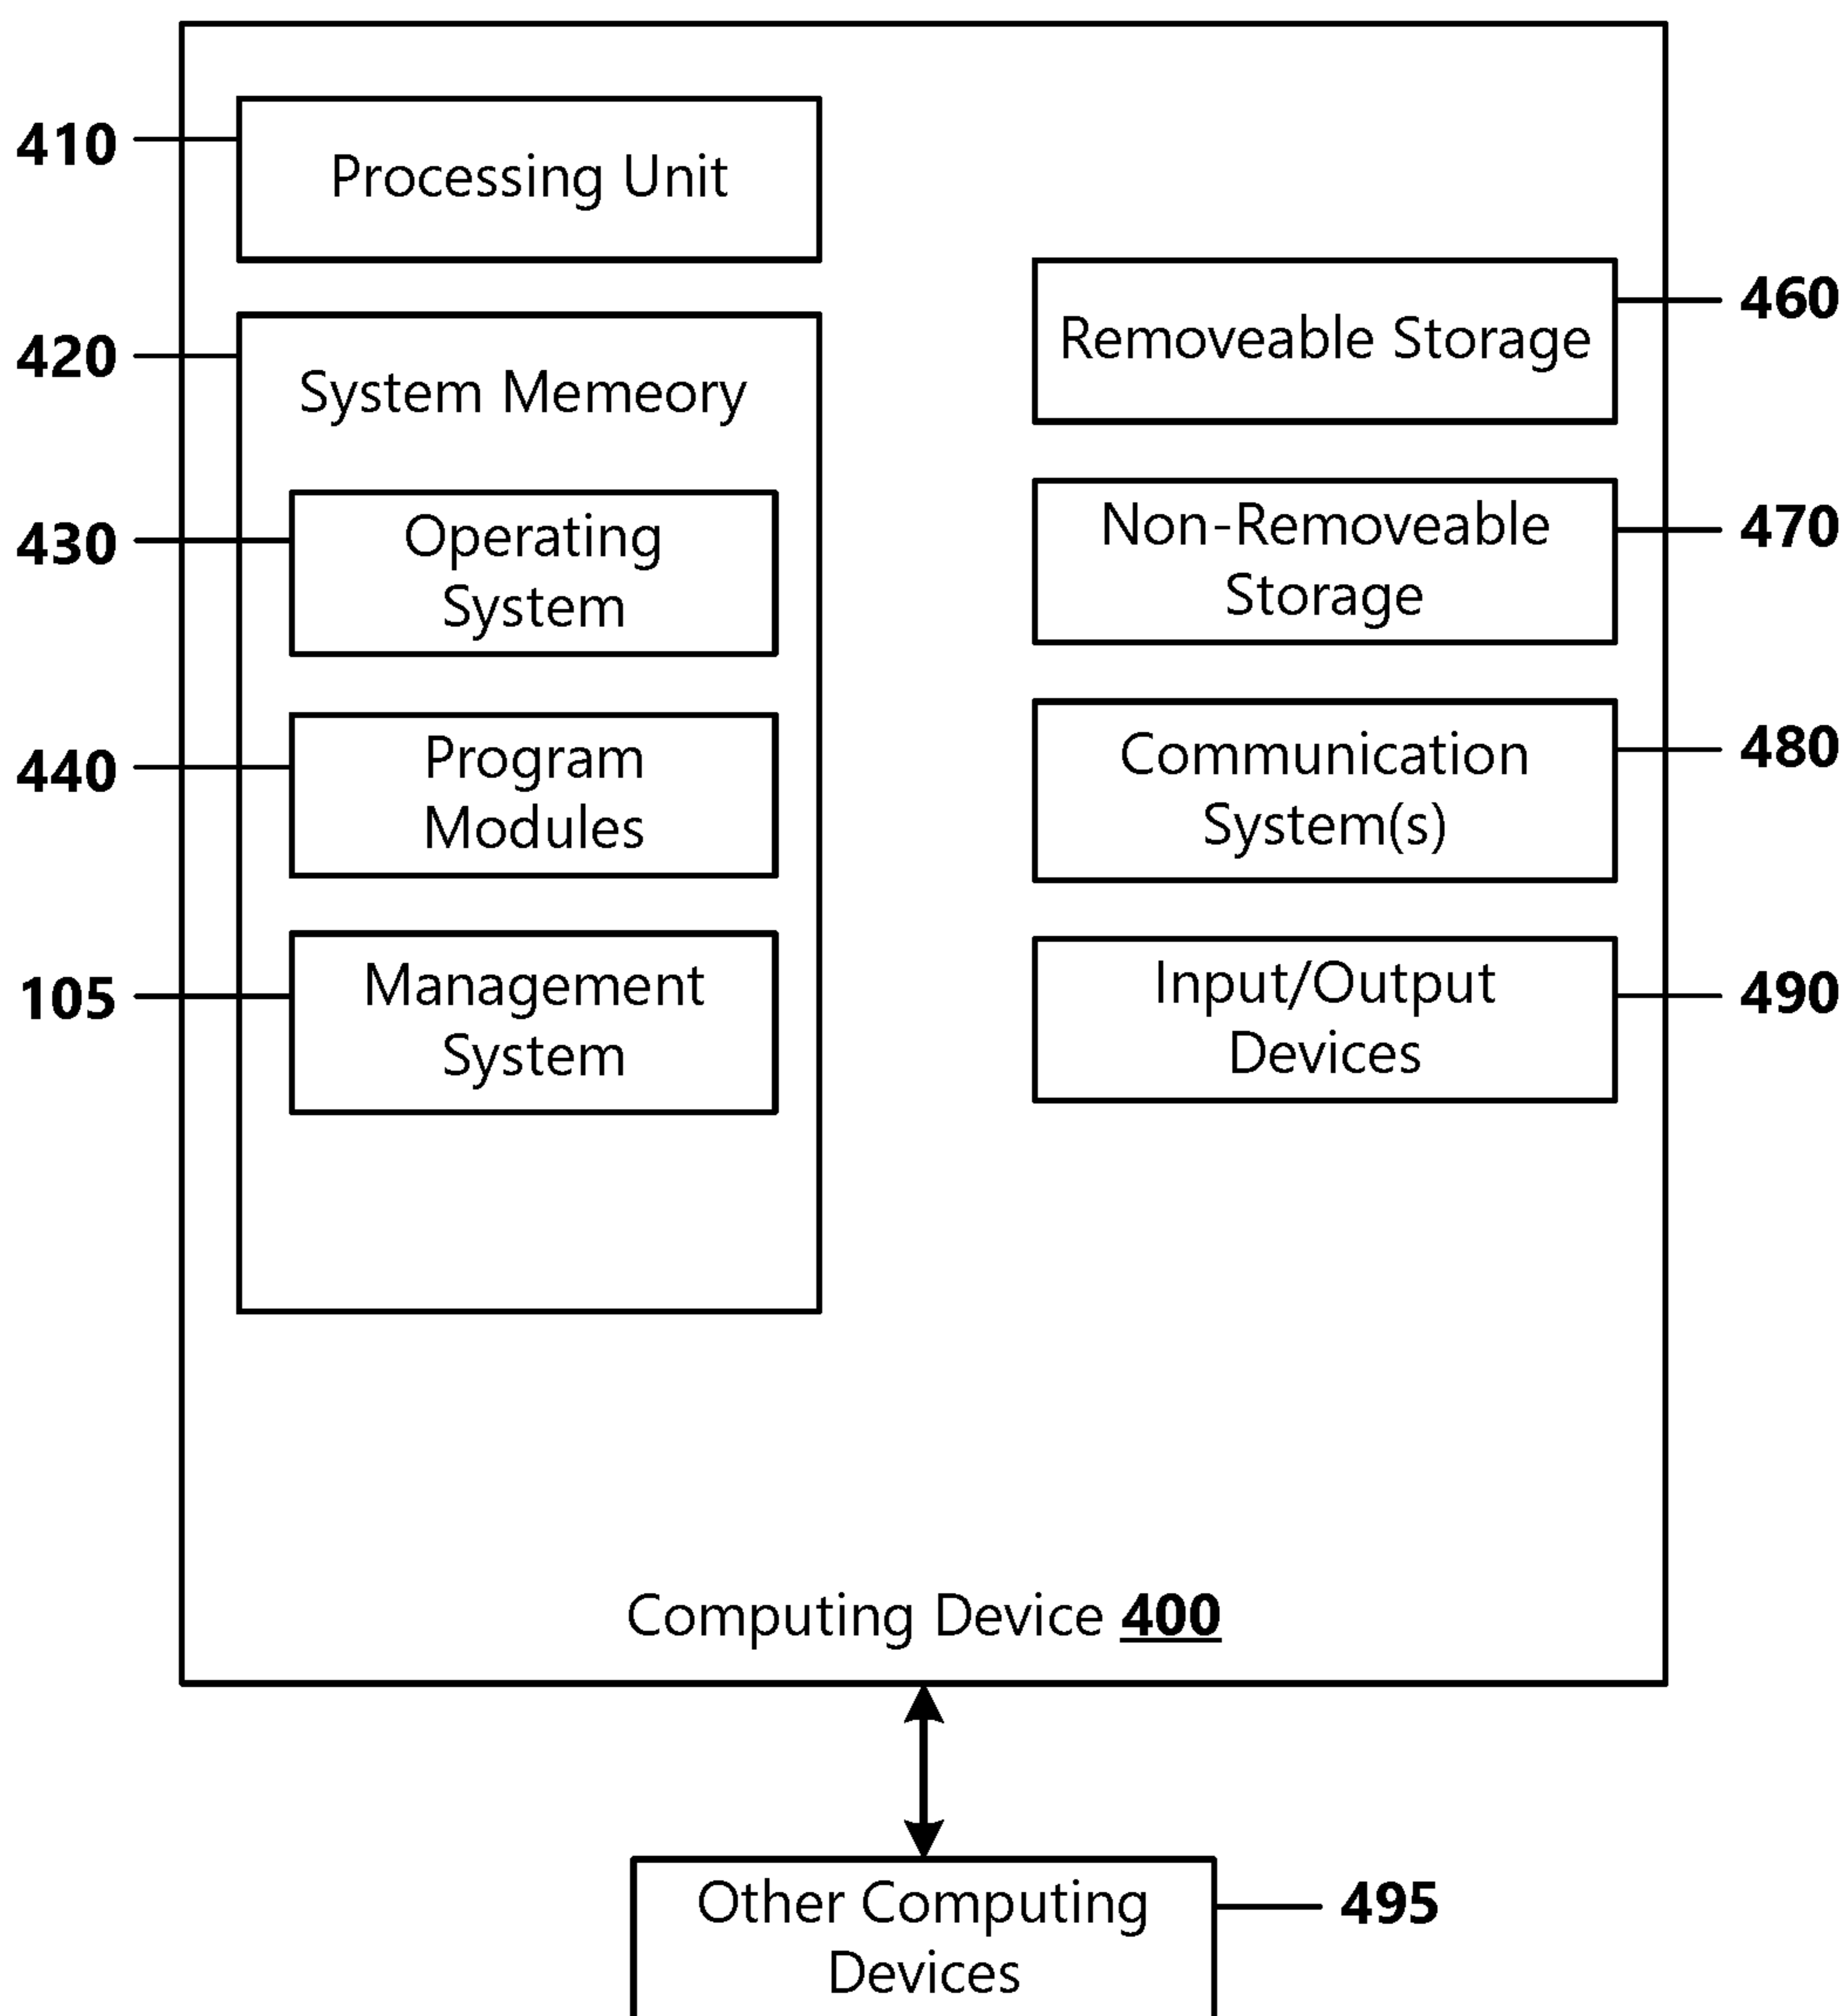 410
Processing Unit
420
System Memeory
430
Operating
System
440
Program
Modules
105
Management
System
Removeable Storage
460
Non-Removeable
Storage
470
Communication
System(s)
480
Input/Output
Devices
490
Computing Device 400
Other Computing
Devices
495